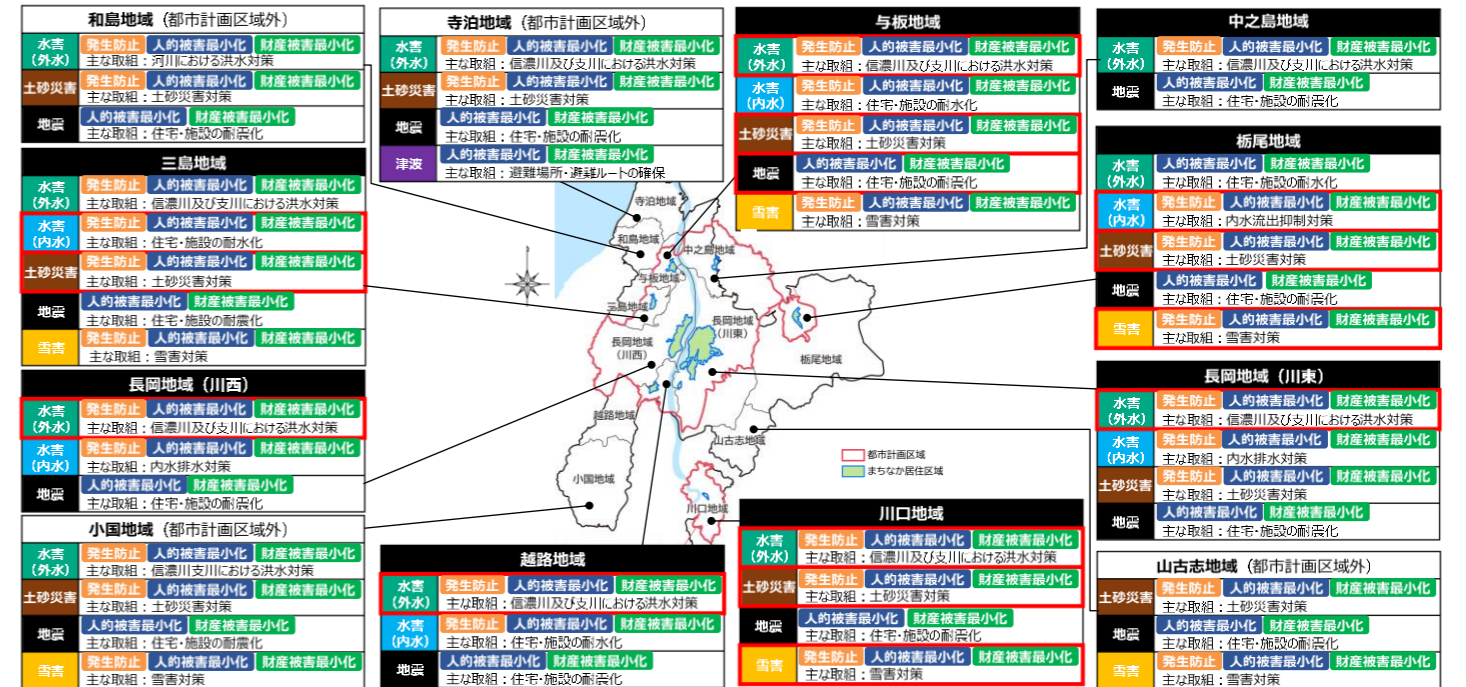 和島地域（都市計画区域外）
水害（外水）
発生防止 人的被害最小化 財産被害最小化
主な取組：河川における洪水対策
土砂災害
発生防止 人的被害最小化 財産被害最小化
主な取組：土砂災害対策
地震
人的被害最小化 財産被害最小化
主な取組：住宅・施設の耐震化
三島地域
水害（外水）
発生防止 人的被害最小化 財産被害最小化
主な取組：信濃川及び支川における洪水対策
水害（内水）
発生防止 人的被害最小化 財産被害最小化
主な取組：住宅・施設の耐水化
土砂災害
発生防止 人的被害最小化 財産被害最小化
主な取組：土砂災害対策
地震
人的被害最小化 財産被害最小化
主な取組：住宅・施設の耐震化
雪害
発生防止 人的被害最小化 財産被害最小化
主な取組：雪害対策
長岡地域（川西）
水害（外水）
発生防止 人的被害最小化 財産被害最小化
主な取組：信濃川及び支川における洪水対策
水害（内水）
発生防止 人的被害最小化 財産被害最小化
主な取組：内水排水対策
地震
人的被害最小化 財産被害最小化
主な取組：住宅・施設の耐震化
小国地域（都市計画区域外）
水害（外水）
発生防止 人的被害最小化 財産被害最小化
主な取組：信濃川支川における洪水対策
土砂災害
発生防止 人的被害最小化 財産被害最小化
主な取組：土砂災害対策
地震
人的被害最小化 財産被害最小化
主な取組：住宅・施設の耐震化
雪害
発生防止 人的被害最小化 財産被害最小化
主な取組：雪害対策
寺泊地域（都市計画区域外）
水害（外水）
発生防止 人的被害最小化 財産被害最小化
主な取組：信濃川及び支川における洪水対策
土砂災害
発生防止 人的被害最小化 財産被害最小化
主な取組：土砂災害対策
地震
人的被害最小化 財産被害最小化
主な取組：住宅・施設の耐震化
津波
人的被害最小化 財産被害最小化
主な取組：避難場所・避難ルートの確保
与板地域
水害（外水）
発生防止 人的被害最小化 財産被害最小化
主な取組：信濃川及び支川における洪水対策
水害（内水）
発生防止 人的被害最小化 財産被害最小化
主な取組：住宅・施設の耐水化
土砂災害
発生防止 人的被害最小化 財産被害最小化
主な取組：土砂災害対策
地震
人的被害最小化 財産被害最小化
主な取組：住宅・施設の耐震化
雪害
発生防止 人的被害最小化 財産被害最小化
主な取組：雪害対策
寺泊地域
和島地域
中之島地域
与板地域
三島地域
長岡地域（川東）
長岡地域（川西）
栃尾地域
越路地域
山古志地域
小国地域
川口地域
都市計画区域
まちなか居住区域
越路地域
水害（外水）
発生防止 人的被害最小化 財産被害最小化
主な取組：信濃川及び支川における洪水対策
水害（内水）
発生防止 人的被害最小化 財産被害最小化
主な取組：住宅・施設の耐水化
地震
人的被害最小化 財産被害最小化
主な取組：住宅・施設の耐震化
川口地域
水害（外水）
発生防止 人的被害最小化 財産被害最小化
主な取組：信濃川及び支川における洪水対策
土砂災害
発生防止 人的被害最小化 財産被害最小化
主な取組：土砂災害対策
地震
人的被害最小化 財産被害最小化
主な取組：住宅・施設の耐震化
雪害
発生防止 人的被害最小化 財産被害最小化
主な取組：雪害対策
中之島地域
水害（外水）
発生防止 人的被害最小化 財産被害最小化
主な取組：信濃川及び支川における洪水対策
地震
人的被害最小化 財産被害最小化
主な取組：住宅・施設の耐震化
栃尾地域
水害（外水）
人的被害最小化 財産被害最小化
主な取組：住宅・施設の耐水化
水害（内水）
発生防止 人的被害最小化 財産被害最小化
主な取組：内水流出抑制対策
土砂災害
発生防止 人的被害最小化 財産被害最小化
主な取組：土砂災害対策
地震
人的被害最小化 財産被害最小化
主な取組：住宅・施設の耐震化
雪害
発生防止 人的被害最小化 財産被害最小化
主な取組：雪害対策
長岡地域（川東）
水害（外水）
発生防止 人的被害最小化 財産被害最小化
主な取組：信濃川及び支川における洪水対策
水害（内水）
発生防止 人的被害最小化 財産被害最小化
主な取組：内水排水対策
土砂災害
発生防止 人的被害最小化 財産被害最小化
主な取組：土砂災害対策
地震
人的被害最小化 財産被害最小化
主な取組：住宅・施設の耐震化
山古志地域（都市計画区域外）
土砂災害
発生防止 人的被害最小化 財産被害最小化
主な取組：土砂災害対策
地震
人的被害最小化 財産被害最小化
主な取組：住宅・施設の耐震化
雪害
発生防止 人的被害最小化 財産被害最小化
主な取組：雪害対策